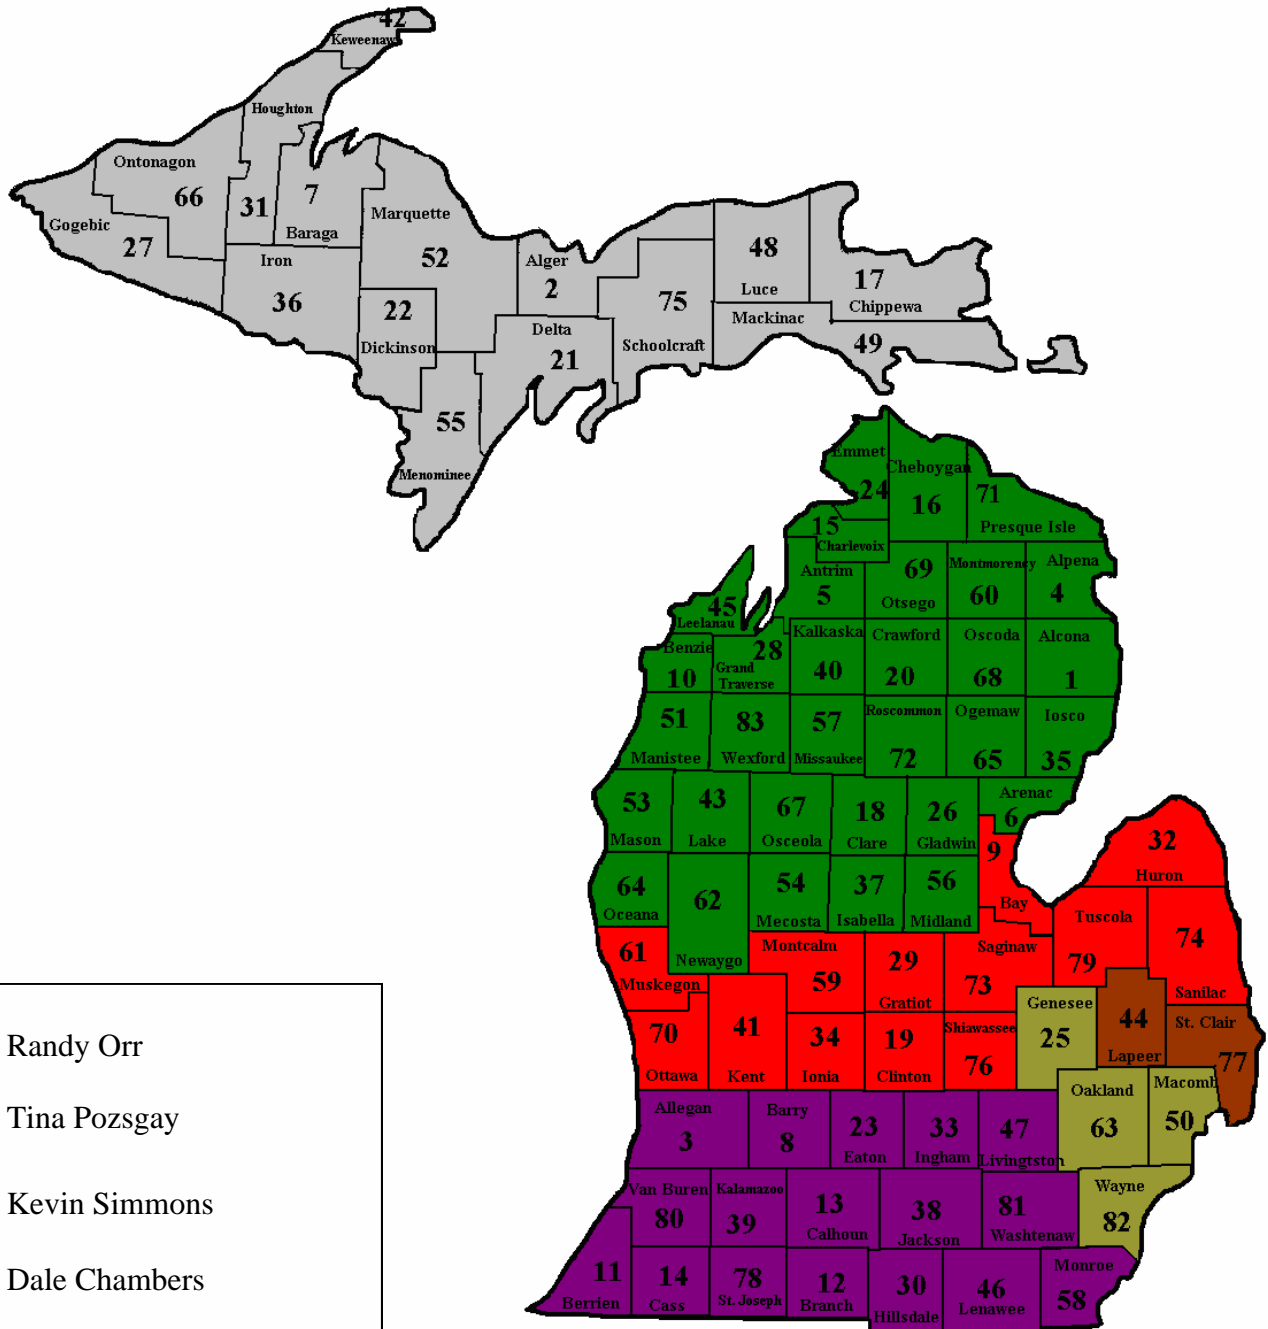 42
Keweenaw
Houghton
Ontonagon
66
31
7
Baraga
Gogebic
27
Marquette
52
Iron
36
22
Dickinson
Alger
2
Delta
21
55
Menominee
75
Schoolcraft
48
Luce
17
Chippewa
Mackinac
49
Emmet
24
Cheboygan
16
71
Presque Isle
15
Charlevoix
Antrim
5
69
Otsego
Montmorency
60
Alpena
4
45
Leelanau
Benzie
10
28
Grand
Traverse
Kalkaska
40
Crawford
20
Oscoda
68
Alcona
1
51
Manistee
83
Wexford
57
Missaukee
Roscommon
72
Ogemaw
65
Iosco
35
53
Mason
43
Lake
67
Osceola
18
Clare
26
Gladwin
Arenac
6
64
Oceana
62
Newaygo
54
Mecosta
37
Isabella
56
Midland
9
Bay
32
Huron
Tuscola
79
74
Sanilac
61
Muskegon
Montcalm
59
29
Gratiot
Saginaw
73
70
Ottawa
41
Kent
34
Ionia
19
Clinton
Shiawassee
76
Genesee
25
44
Lapeer
St. Clair
77
Oakland
63
Macomb
50
Allegan
3
Barry
8
23
Eaton
33
Ingham
47
Livingtston
Van Buren
80
Kalamazoo
39
13
Calhoun
38
Jackson
81
Washtenaw
Wayne
82
11
Berrien
14
Cass
78
St. Joseph
12
Branch
30
Hillsdale
46
Lenawee
Monroe
58
Randy Orr
Tina Pozsgay
Kevin Simmons
Dale Chambers